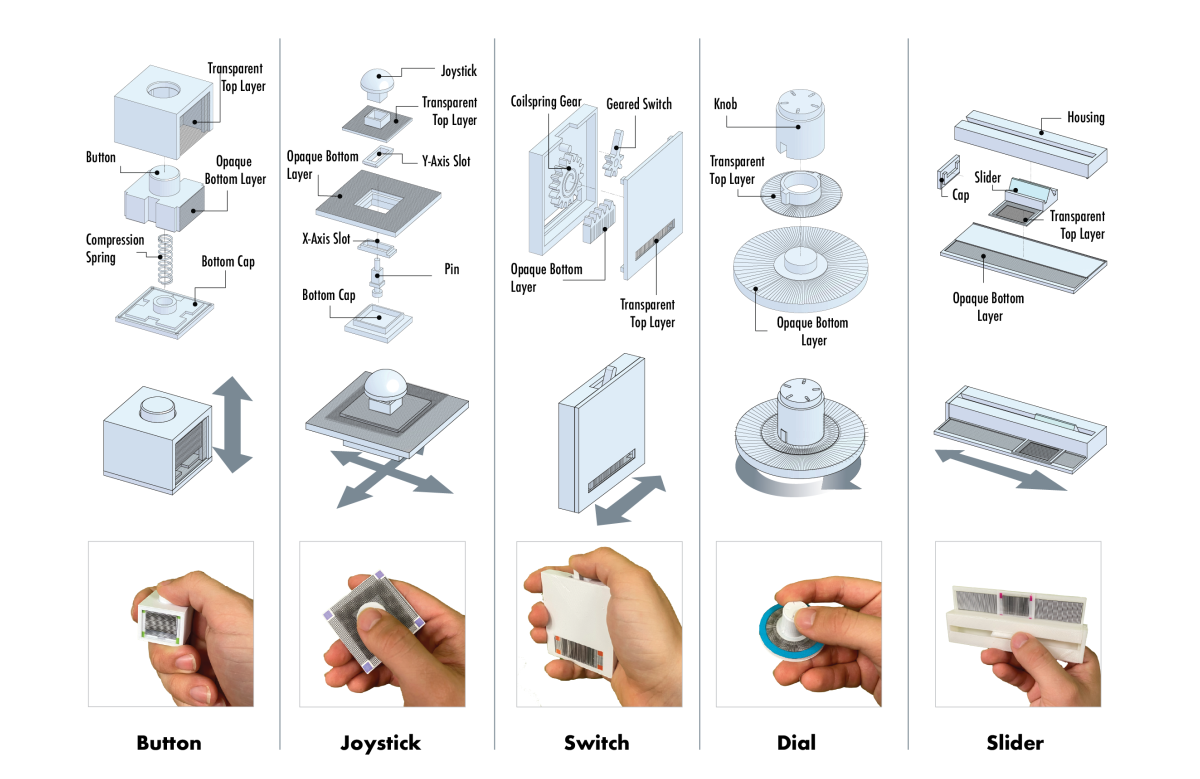 Transparent
Top Layer
Button
Opaque
Bottom Layer
Compression
Spring
Bottom Cap
Joystick
Transparent
Top Layer
Opaque Bottom
Layer
Y-Axis Slot
X-Axis Slot
Pin
Bottom Cap
Coilspring Gear
Geared Switch
Opaque Bottom
Layer
Transparent
Top Layer
Knob
Transparent
Top Layer
Opaque Bottom
Layer
Housing
Slider
Cap
Transparent
Top Layer
Opaque Bottom
Layer
Button
Joystick
Switch
Dial
Slider